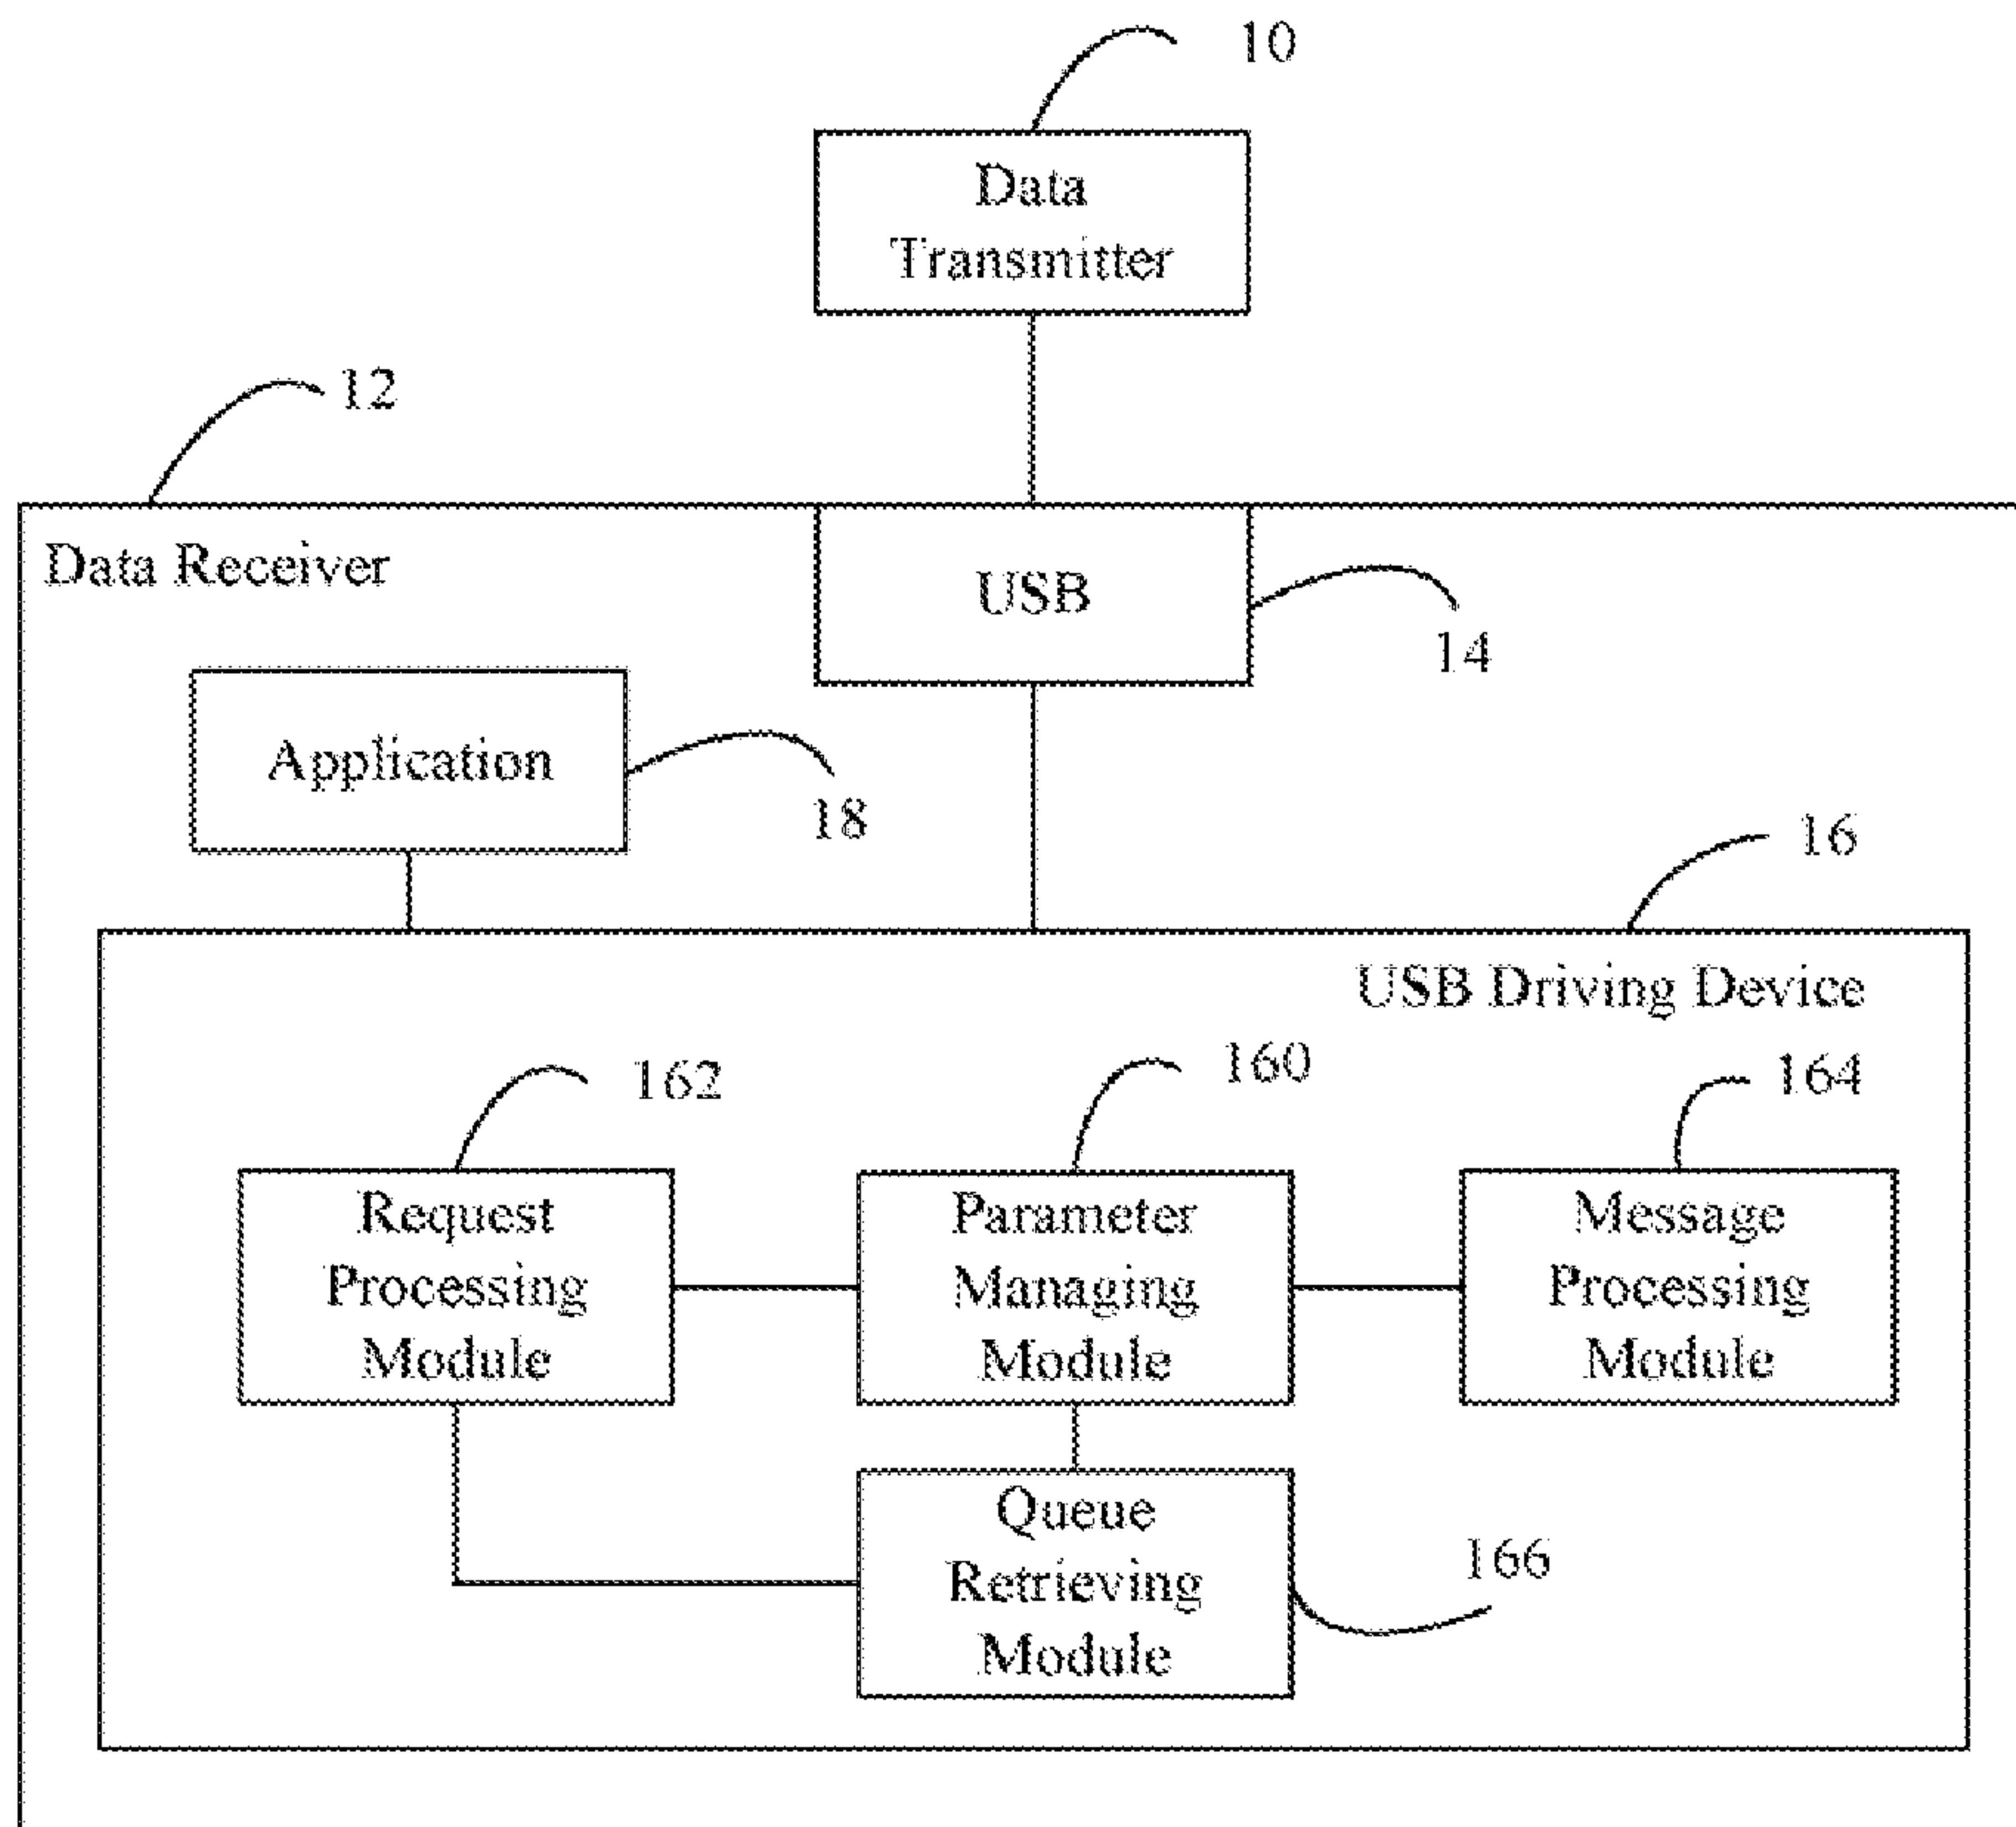 10
Data
Transmitter
12
Data Receiver
USB
14
Application
18
16
USB Driving Device
162
160
164
Request
Processing
Module
Parameter
Managing
Module
Message
Processing
Module
Queue
Retrieving
Module
166